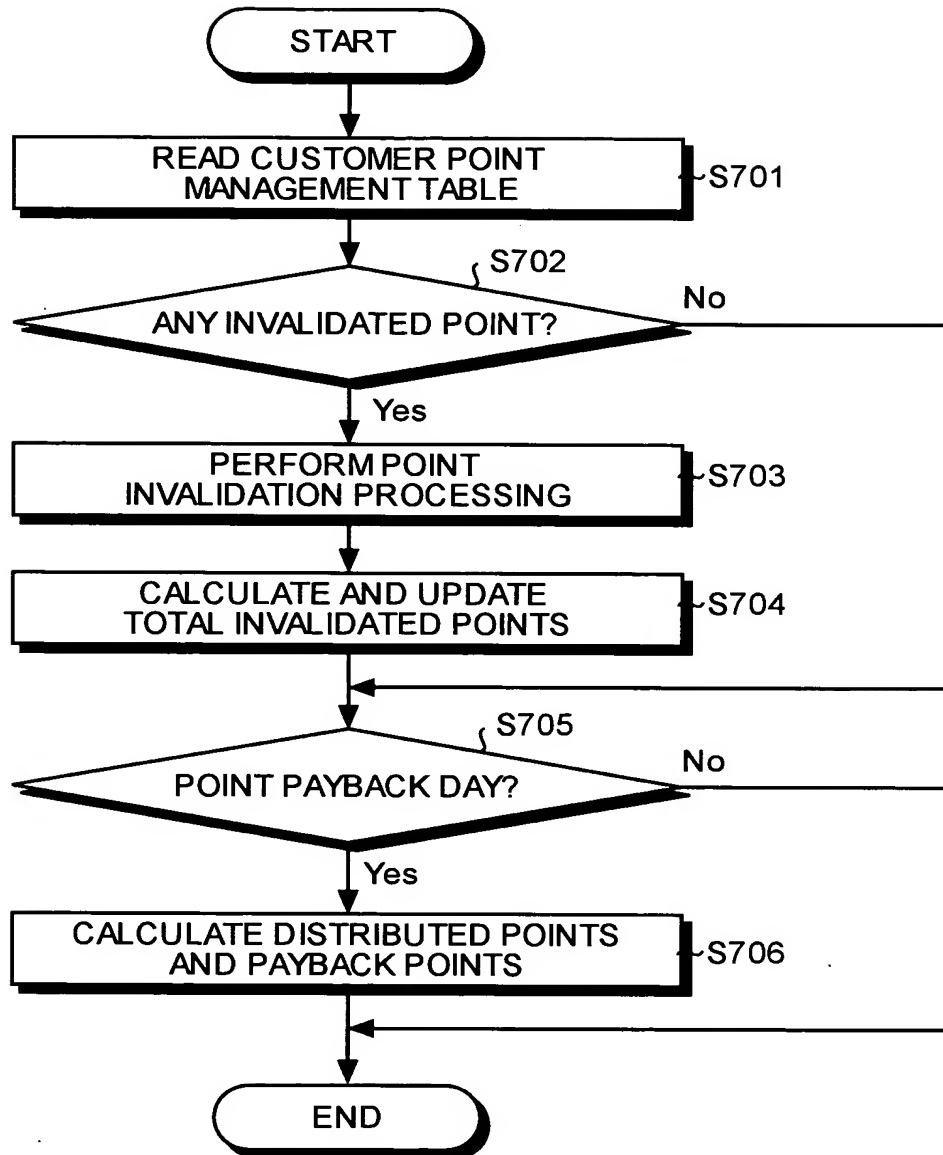 START
READ CUSTOMER POINT
MANAGEMENT TABLE
S701
S702
ANY INVALIDATED POINT?
No
Yes
PERFORM POINT
INVALIDATION PROCESSING
S703
CALCULATE AND UPDATE
TOTAL INVALIDATED POINTS
S704
S705
POINT PAYBACK DAY?
No
Yes
CALCULATE DISTRIBUTED POINTS
AND PAYBACK POINTS
S706
END